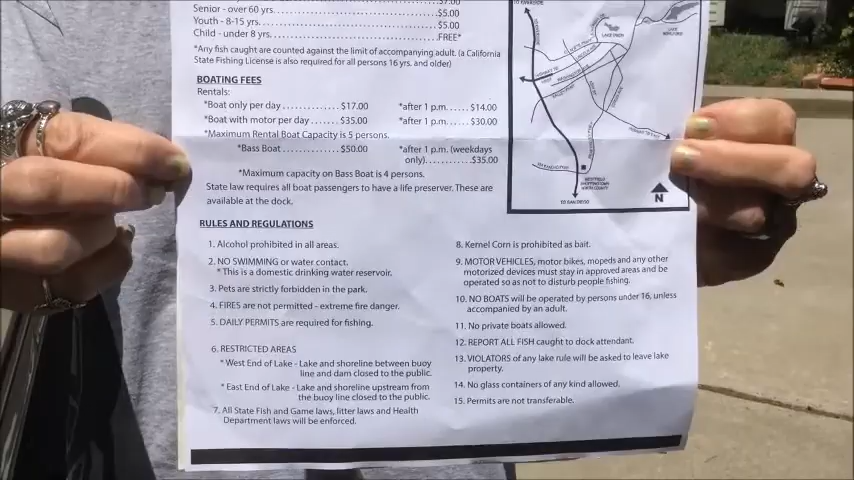 $7.00
Senior - over 60 yrs. $5.00
Youth - 8-15 yrs. $5.00
Child - under 8 yrs. FREE*
*Any fish caught are counted against the limit of accompanying adult. (a California
State Fishing License is also required for all persons 16 yrs. and older)
BOATING FEES
Rentals:
*Boat only per day.................$17.00 *after 1 p.m......$14.00
*Boat with motor per day.......$35.00 *after 1 p.m......$30.00
*Maximum Rental Boat Capacity is 5 persons.
*Bass Boat..................$50.00 *after 1 p.m. (weekdays
only)............$35.00
*Maximum capacity on Bass Boat is 4 persons.
State law requires all boat passengers to have a life preserver. These are
available at the dock.
TO SAN DIEGO
N
RULES AND REGULATIONS
1. Alcohol prohibited in all areas.
2. NO SWIMMING or water contact.
* This is a domestic drinking water reservoir.
3. Pets are strictly forbidden in the park.
4. FIRES are not permitted - extreme fire danger.
5. DAILY PERMITS are required for fishing.
6. RESTRICTED AREAS
* West End of Lake - Lake and shoreline between buoy
line and dam closed to the public.
* East End of Lake - Lake and shoreline upstream from
the buoy line closed to the public.
7. All State Fish and Game laws, litter laws and Health
Department laws will be enforced.
8. Kernel Corn is prohibited as bait.
9. MOTOR VEHICLES, motor bikes, mopeds and any other
motorized devices must stay in approved areas and be
operated so as not to disturb people fishing.
10. NO BOATS will be operated by persons under 16, unless
accompanied by an adult.
11. No private boats allowed.
12. REPORT ALL FISH caught to dock attendant.
13. VIOLATORS of any lake rule will be asked to leave lake
property.
14. No glass containers of any kind allowed.
15. Permits are not transferable.